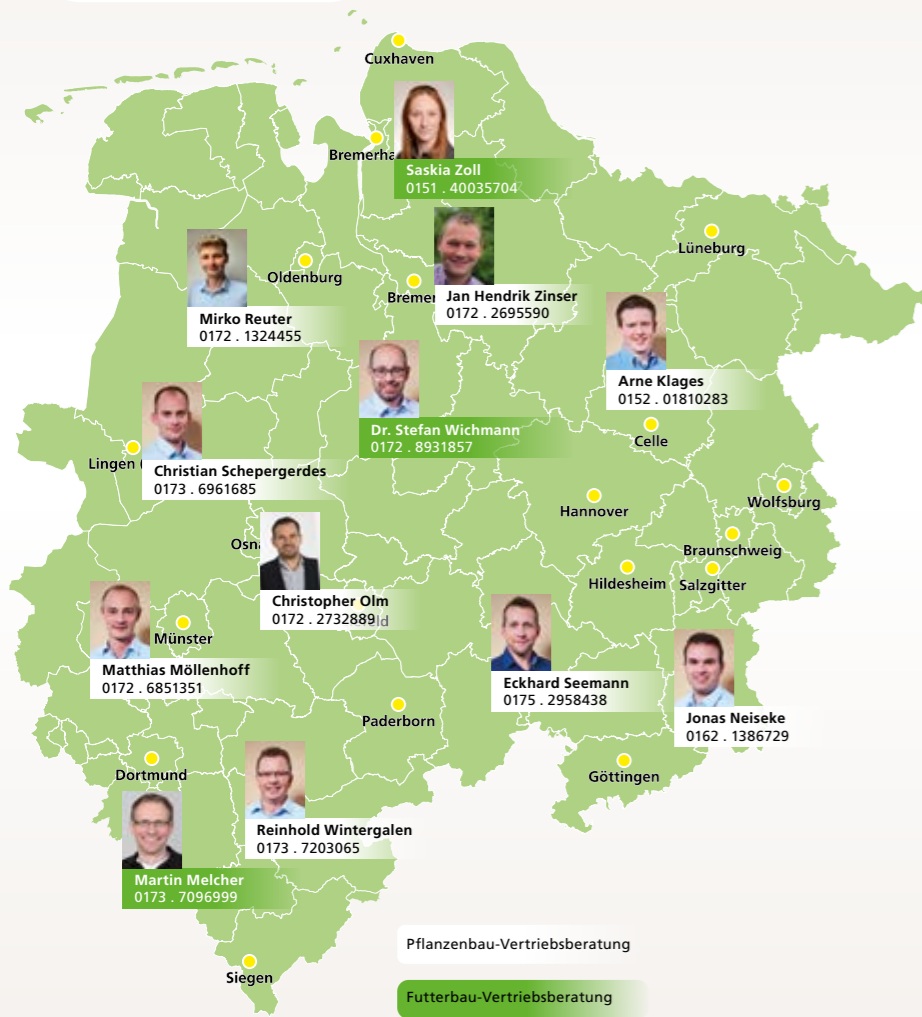 Cuxhaven
Bremerha
Saskia Zoll
0151 . 40035704
Lüneburg
Oldenburg
Bremen
Jan Hendrik Zinser
0172 . 2695590
Mirko Reuter
0172 . 1324455
Arne Klages
0152 . 01810283
Dr. Stefan Wichmann
0172 . 8931857
Celle
Lingen (
Christian Schepergerdes
0173 . 6961685
Wolfsburg
Hannover
Braunschweig
Osna
Hildesheim
Salzgitter
Christopher Olm
0172 . 2732889
eld
Münster
Matthias Möllenhoff
0172 . 6851351
Eckhard Seemann
0175 . 2958438
Paderborn
Jonas Neiseke
0162 . 1386729
Dortmund
Göttingen
Reinhold Wintergalen
0173 . 7203065
Martin Melcher
0173 . 7096999
Pflanzenbau-Vertriebsberatung
Siegen
Futterbau-Vertriebsberatung